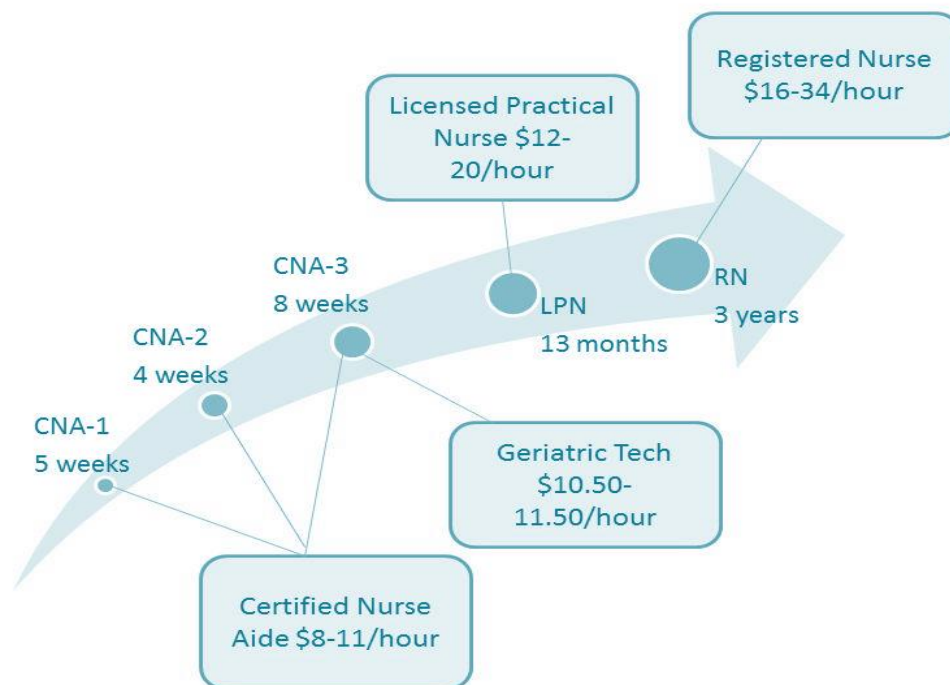 Registered Nurse
$16-34/hour
Licensed Practical
Nurse $12-
20/hour
CNA-3
8 weeks
RN
3 years
LPN
13 months
CNA-2
4 weeks
CNA-1
5 weeks
Geriatric Tech
$10.50-
11.50/hour
Certified Nurse
Aide $8-11/hour